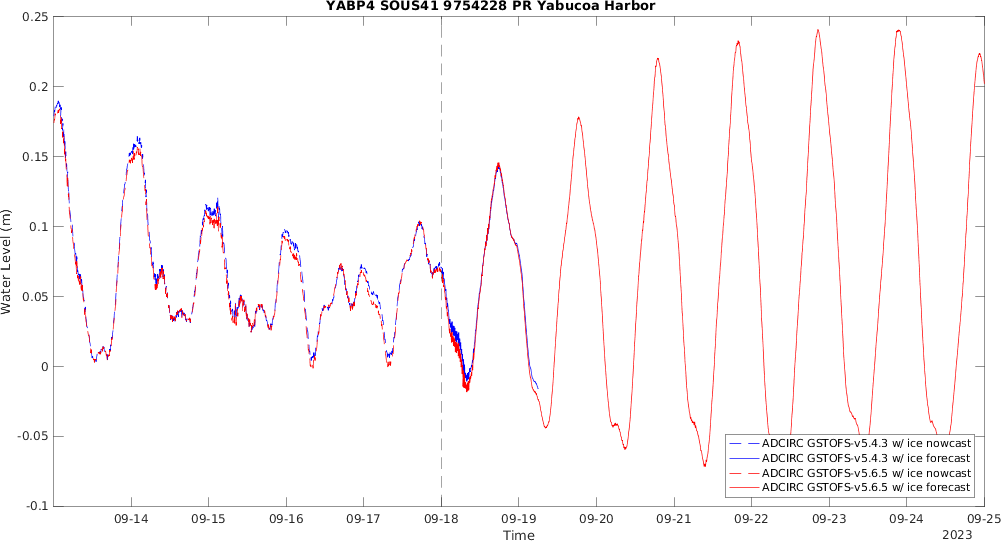 YABP4 SOUS41 9754228 PR Yabucoa Harbor
0.25
0.2
0.15
0.1
0.05
0
-0.05
-0.1
Water Level (m)
ADCIRC GSTOFS-v5.4.3 w/ ice nowcast
ADCIRC GSTOFS-v5.4.3 w/ ice forecast
ADCIRC GSTOFS-v5.6.5 w/ ice nowcast
ADCIRC GSTOFS-v5.6.5 w/ ice forecast
09-14 09-15 09-16 09-17 09-18 09-19 09-20 09-21 09-22 09-23 09-24 09-25
Time
2023